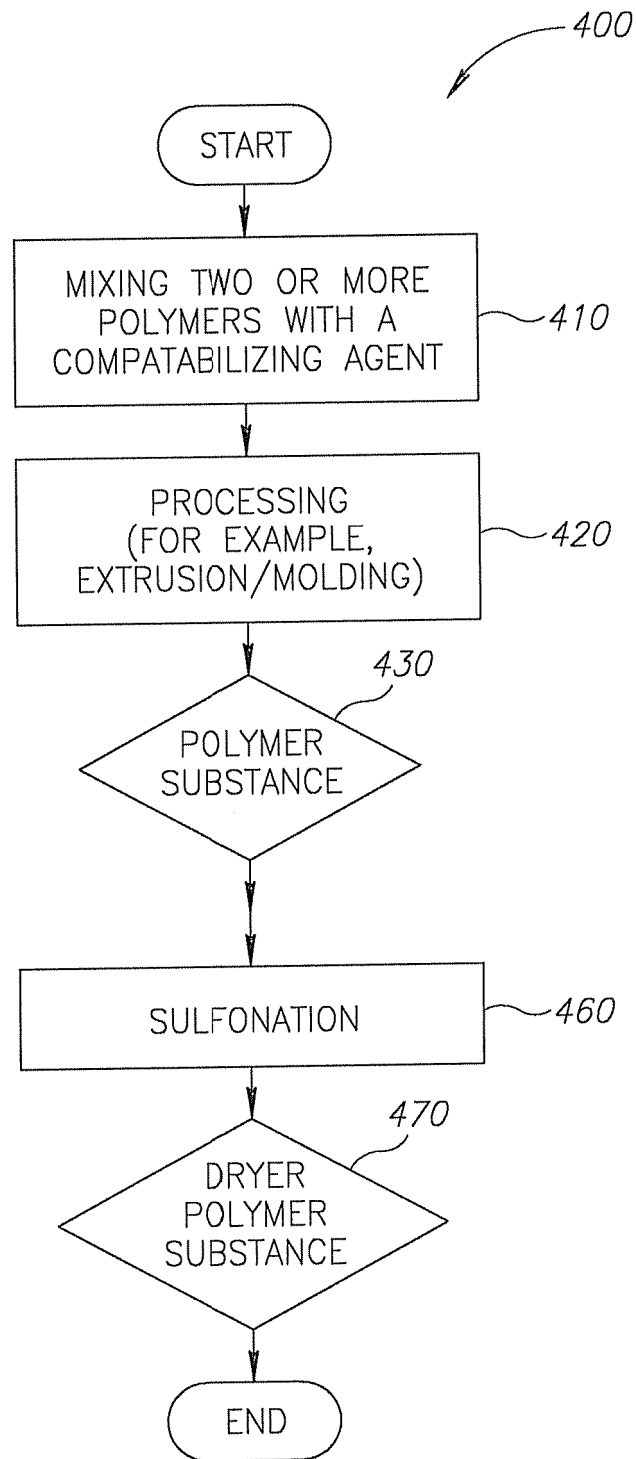 400
START
MIXING TWO OR MORE
POLYMERS WITH A
COMPATABILIZING AGENT
410
PROCESSING
(FOR EXAMPLE,
EXTRUSION/MOLDING)
420
430
POLYMER
SUBSTANCE
SULFONATION
460
470
DRYER
POLYMER
SUBSTANCE
END